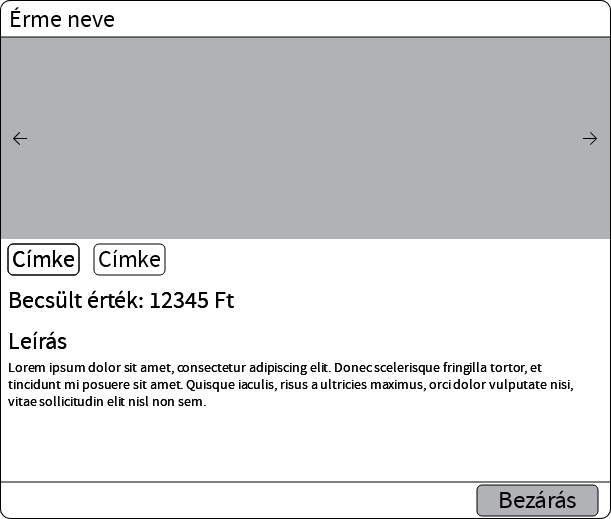 Érme neve
← →
Címke Címke
Becsült érték: 12345 Ft
Leírás
Lorem ipsum dolor sit amet, consectetur adipiscing elit. Donec scelerisque fringilla tortor, et
tincidunt mi posuere sit amet. Quisque iaculis, risus a ultricies maximus, orci dolor vulputate nisi,
vitae sollicitudin elit nisl non sem.
Bezárás